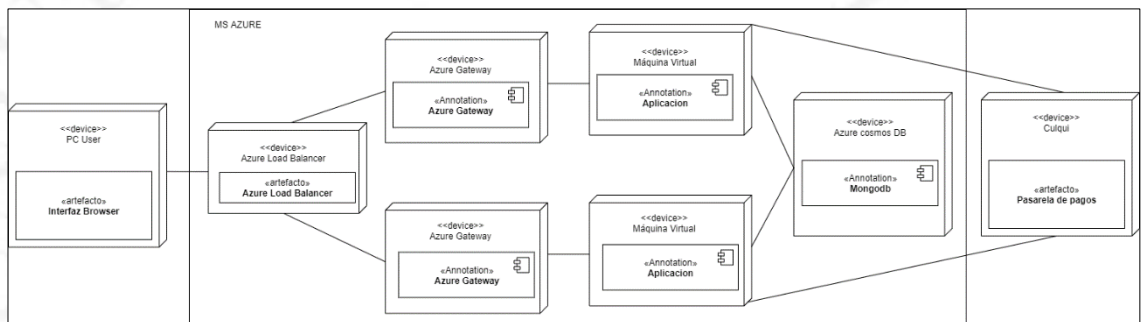 MS AZURE
<<device>>
PC User
«artefacto»
Interfaz Browser
<<device>>
Azure Load Balancer
«artefacto»
Azure Load Balancer
<<device>>
Azure Gateway
«Annotation»
Azure Gateway
<<device>>
Máquina Virtual
«Annotation»
Aplicacion
<<device>>
Azure Gateway
«Annotation»
Azure Gateway
<<device>>
Máquina Virtual
«Annotation»
Aplicacion
<<device>>
Azure cosmos DB
«Annotation»
Mongodb
<<device>>
Culqui
«artefacto»
Pasarela de pagos